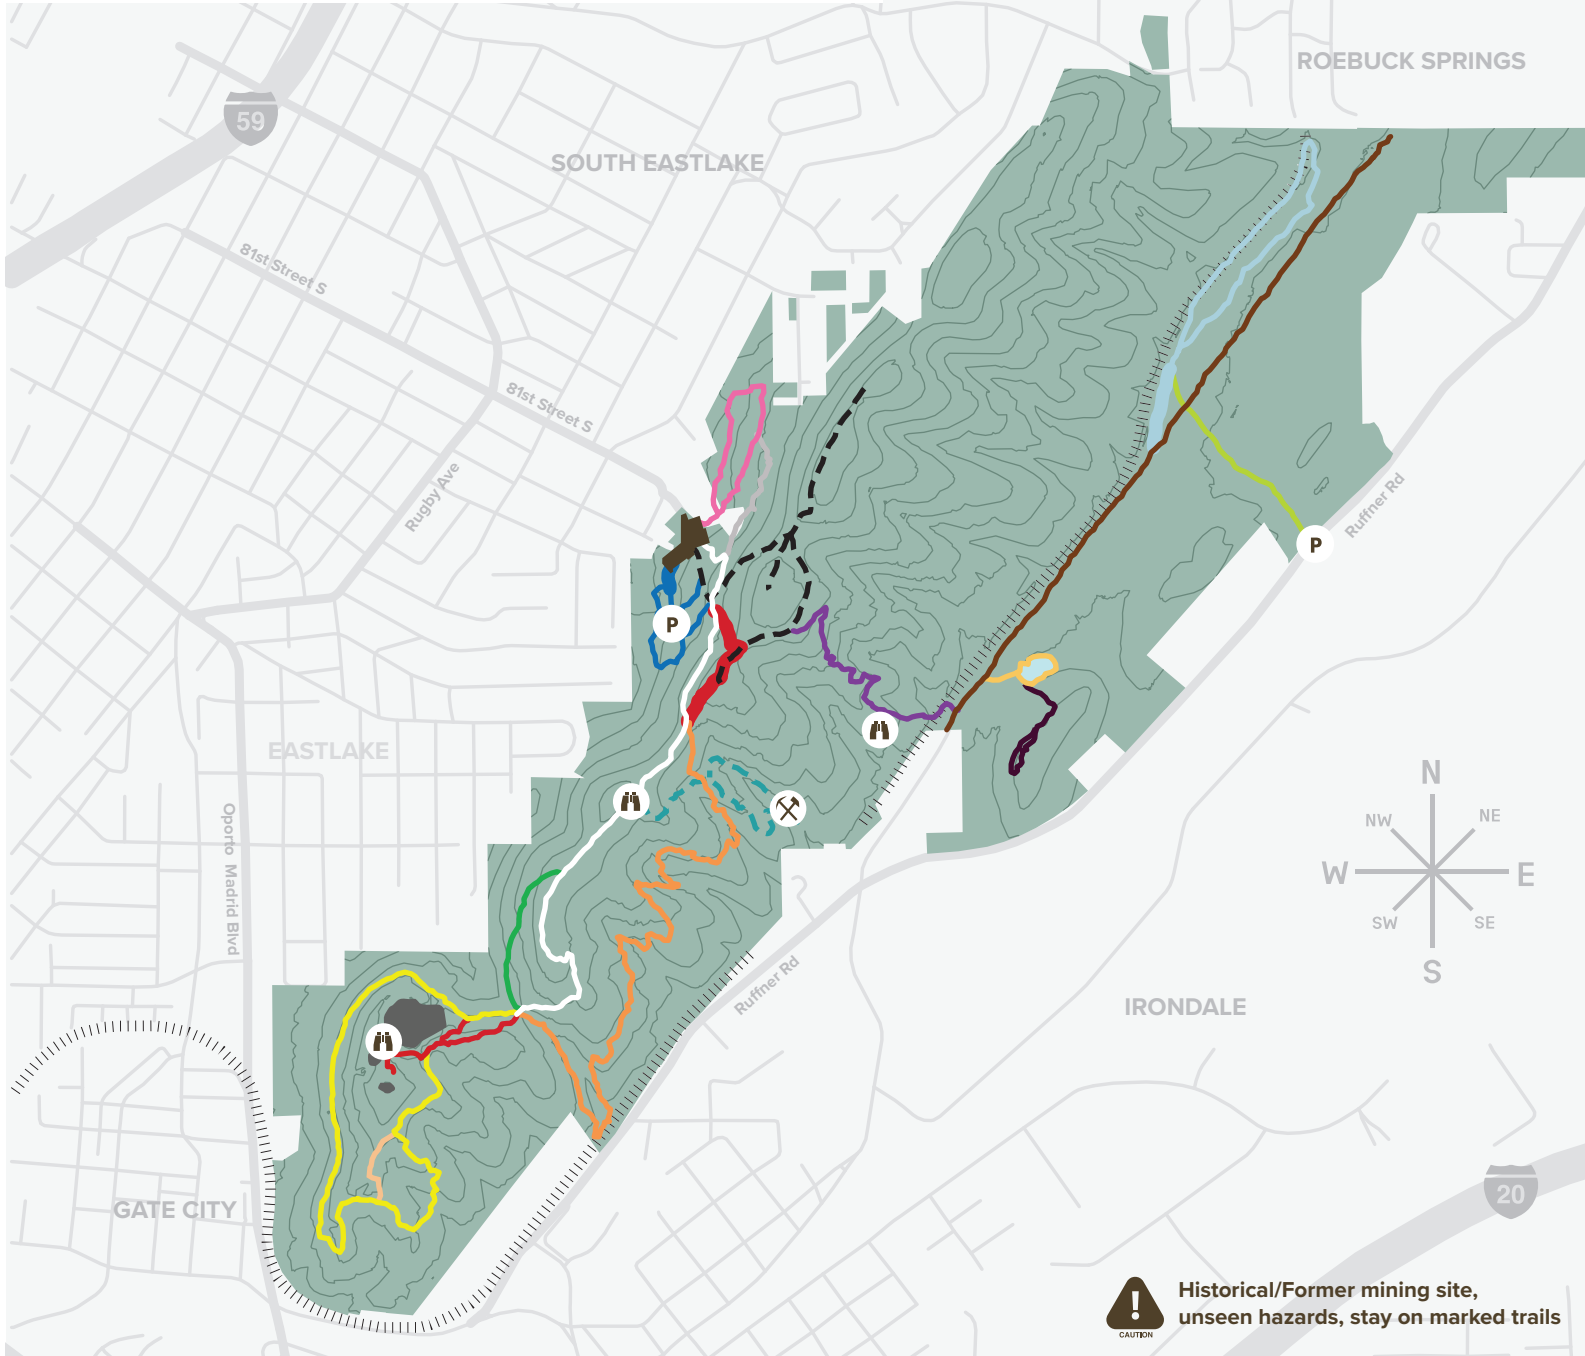 ROEBUCK SPRINGS
59
SOUTH EASTLAKE
81st Street S
81st Street S
Rugby Ave
Ruffner Rd
P
P
EASTLAKE
Oporto Madrid Blvd
N
NW
NE
W
E
SW
SE
S
Ruffner Rd
IRONDALE
GATE CITY
20
!
CAUTION
Historical/Former mining site,
unseen hazards, stay on marked trails